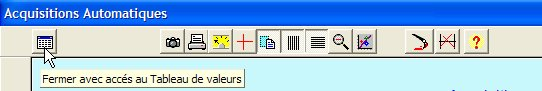 Acquisitions Automatiques
?
Fermer avec accés au Tableau de valeurs